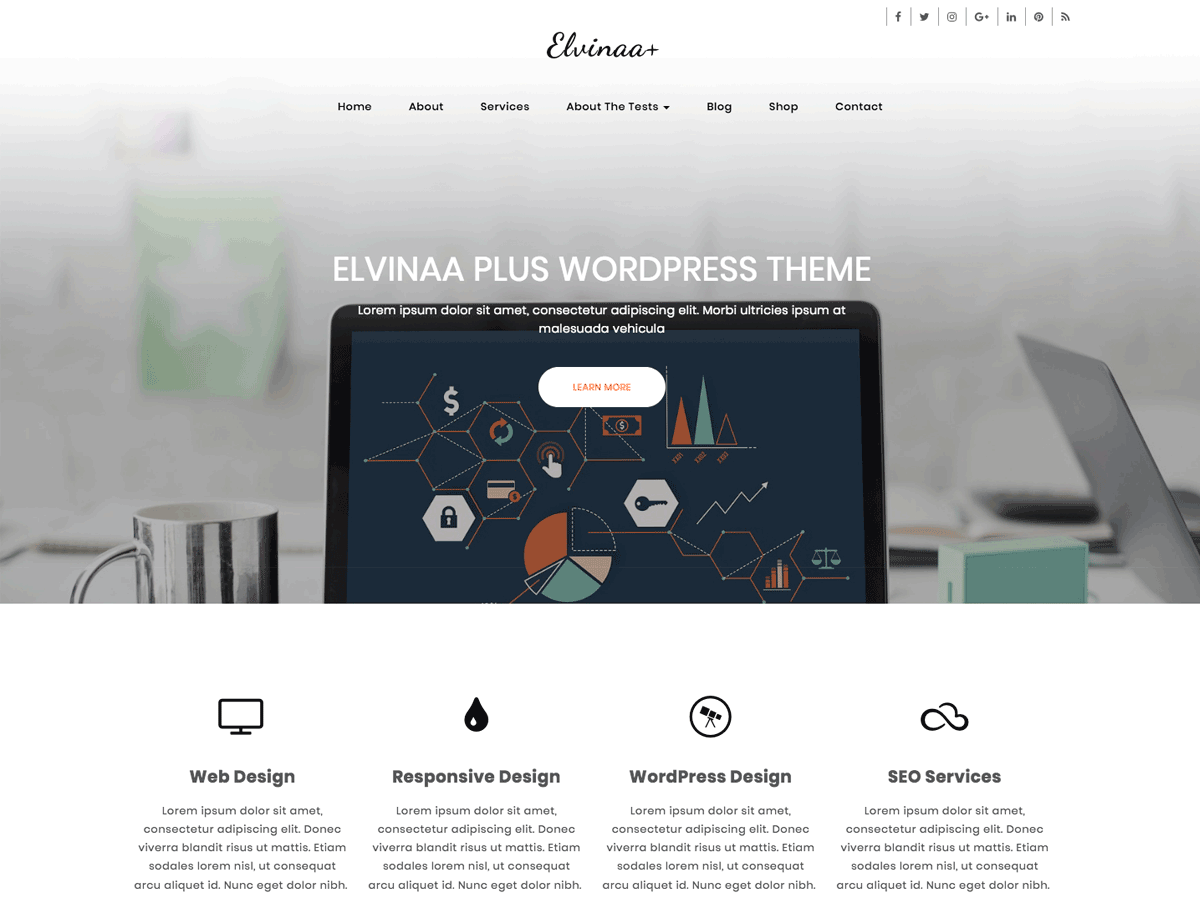 Elvinaa+
Home About Services About The Tests Blog Shop Contact
ELVINAA PLUS WORDPRESS THEME
Lorem ipsum dolor sit amet, consectetur adipiscing elit. Morbi ultricies ipsum at
malesuada vehicula
LEARN MORE
Web Design
Lorem ipsum dolor sit amet,
consectetur adipiscing elit. Donec
viverra blandit risus ut mattis. Etiam
sodales lorem nisl, ut consequat
arcu aliquet id. Nunc eget dolor nibh.
Responsive Design
Lorem ipsum dolor sit amet,
consectetur adipiscing elit. Donec
viverra blandit risus ut mattis. Etiam
sodales lorem nisl, ut consequat
arcu aliquet id. Nunc eget dolor nibh.
WordPress Design
Lorem ipsum dolor sit amet,
consectetur adipiscing elit. Donec
viverra blandit risus ut mattis. Etiam
sodales lorem nisl, ut consequat
arcu aliquet id. Nunc eget dolor nibh.
SEO Services
Lorem ipsum dolor sit amet,
consectetur adipiscing elit. Donec
viverra blandit risus ut mattis. Etiam
sodales lorem nisl, ut consequat
arcu aliquet id. Nunc eget dolor nibh.